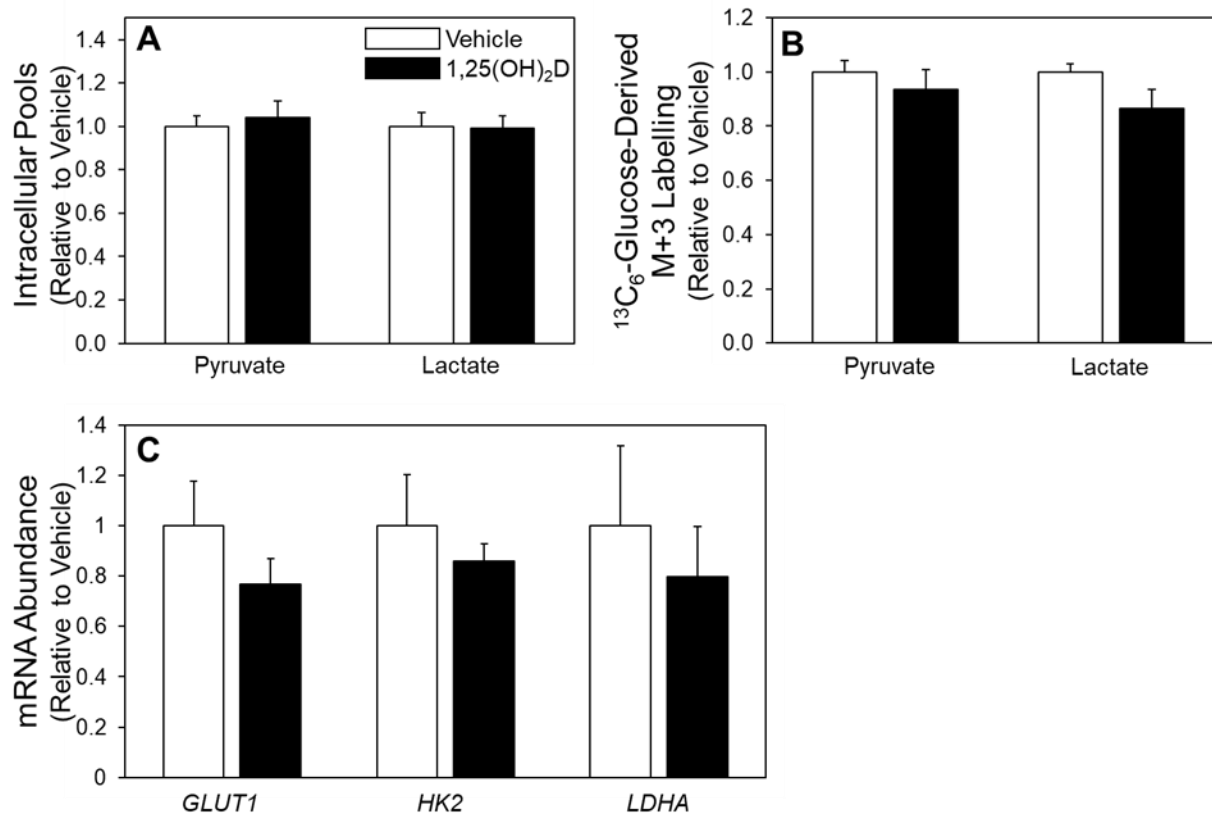 A
Vehicle
1,25(OH)₂D
Intracellular Pools
(Relative to Vehicle)
1.4
1.2
1.0
0.8
0.6
0.4
0.2
0.0
Pyruvate Lactate
B
¹³C₆-Glucose-Derived
M+3 Labelling
(Relative to Vehicle)
1.2
1.0
0.8
0.6
0.4
0.2
0.0
Pyruvate Lactate
C
mRNA Abundance
(Relative to Vehicle)
1.4
1.2
1
0.8
0.6
0.4
0.2
0
GLUT1 HK2 LDHA